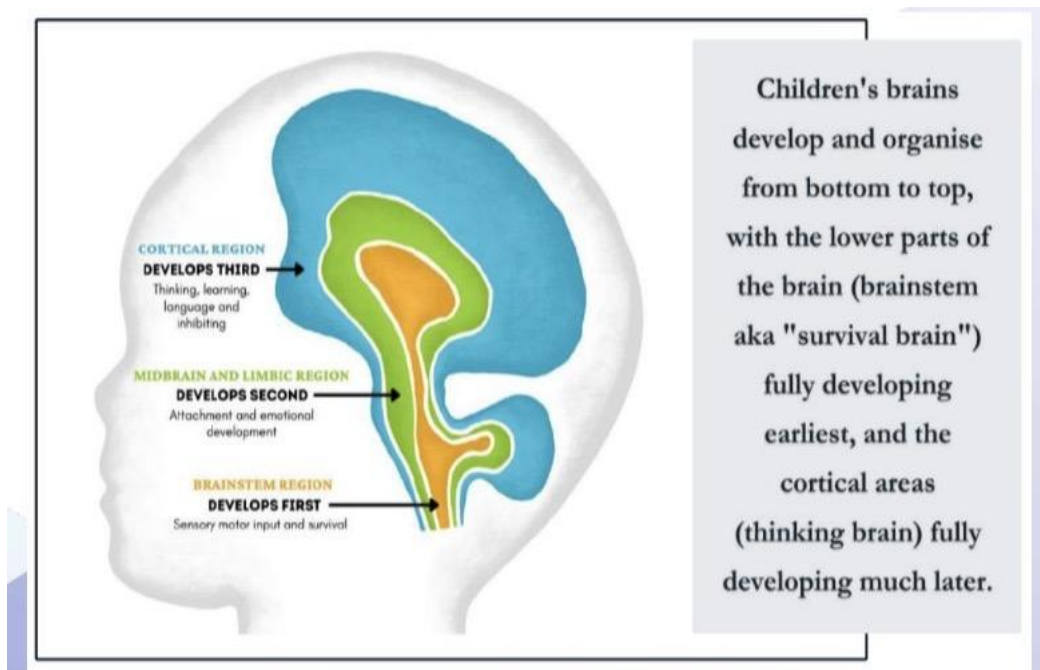 CORTICAL REGION
DEVELOPS THIRD
Thinking, learning,
language and
inhibiting
MIDBRAIN AND LIMBIC REGION
DEVELOPS SECOND
Attachment and emotional
development
BRAINSTEM REGION
DEVELOPS FIRST
Sensory motor input and survival
Children's brains
develop and organise
from bottom to top,
with the lower parts of
the brain (brainstem
aka "survival brain")
fully developing
earliest, and the
cortical areas
(thinking brain) fully
developing much later.